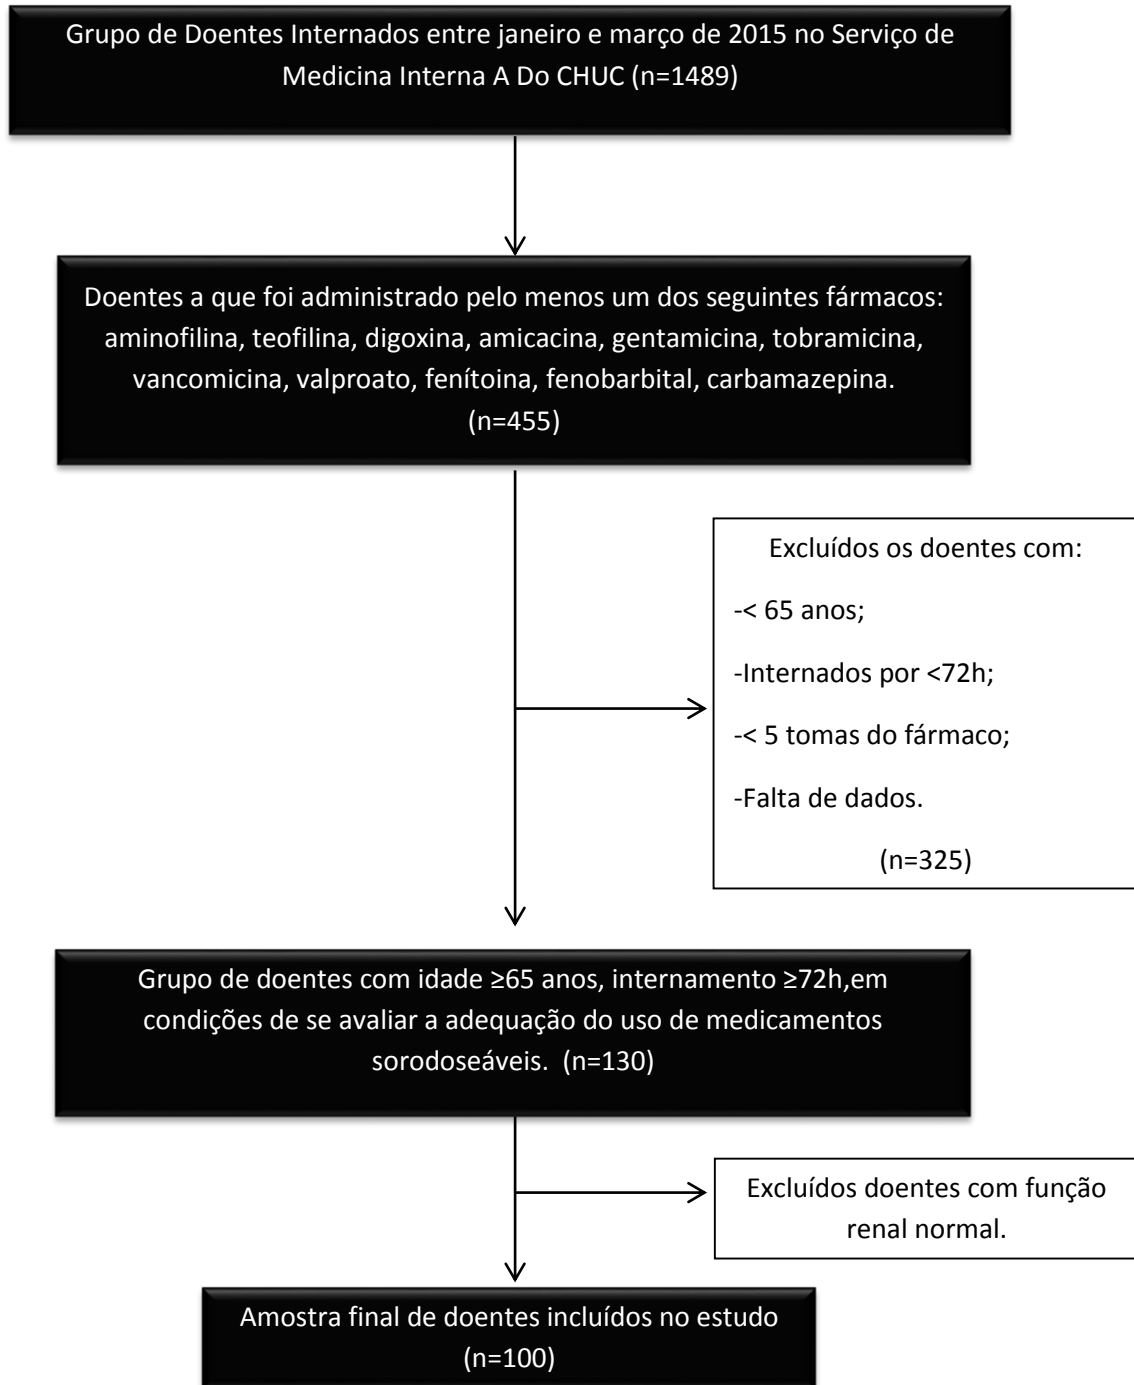 Grupo de Doentes Internados entre janeiro e março de 2015 no Serviço de
Medicina Interna A Do CHUC (n=1489)
Doentes a que foi administrado pelo menos um dos seguintes fármacos:
aminofilina, teofilina, digoxina, amicacina, gentamicina, tobramicina,
vancomicina, valproato, fenítoina, fenobarbital, carbamazepina.
(n=455)
Excluídos os doentes com:
-< 65 anos;
-Internados por <72h;
-< 5 tomas do fármaco;
-Falta de dados.
(n=325)
Grupo de doentes com idade ≥65 anos, internamento ≥72h,em
condições de se avaliar a adequação do uso de medicamentos
sorodoseáveis. (n=130)
Excluídos doentes com função
renal normal.
Amostra final de doentes incluídos no estudo
(n=100)